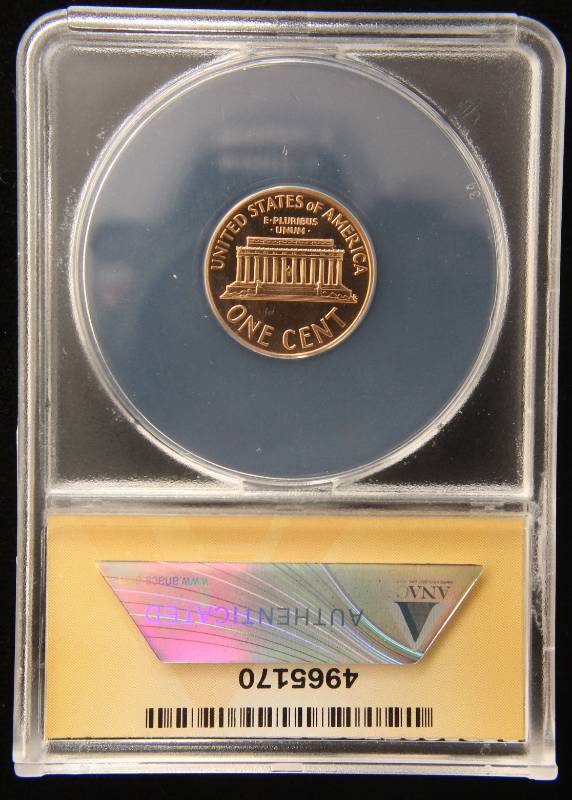 UNITED STATES OF AMERICA
E·PLURIBUS
·UNUM·
ONE CENT
www.anacs.com
ANACS
AUTHENTICATED
4965170